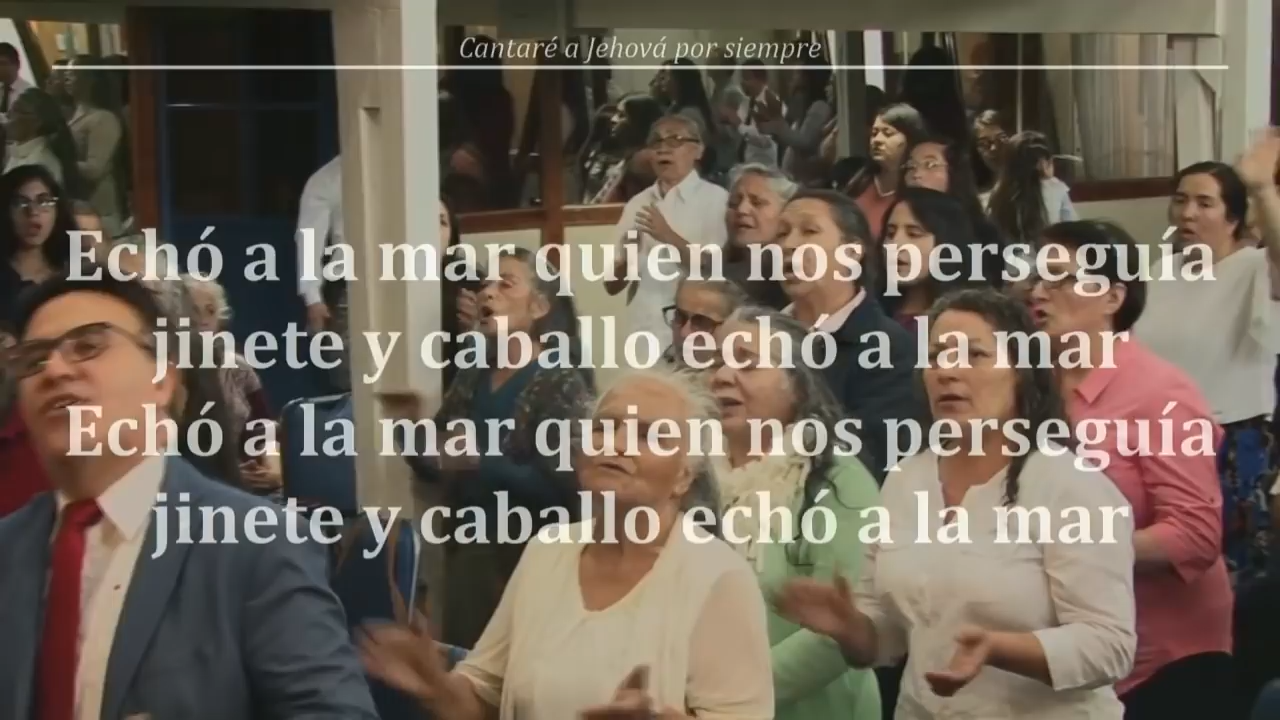 Cantaré a Jehová por siempre
Echó a la mar quien nos perseguía
jinete y caballo echó a la mar
Echó a la mar quien nos perseguía
jinete y caballo echó a la mar